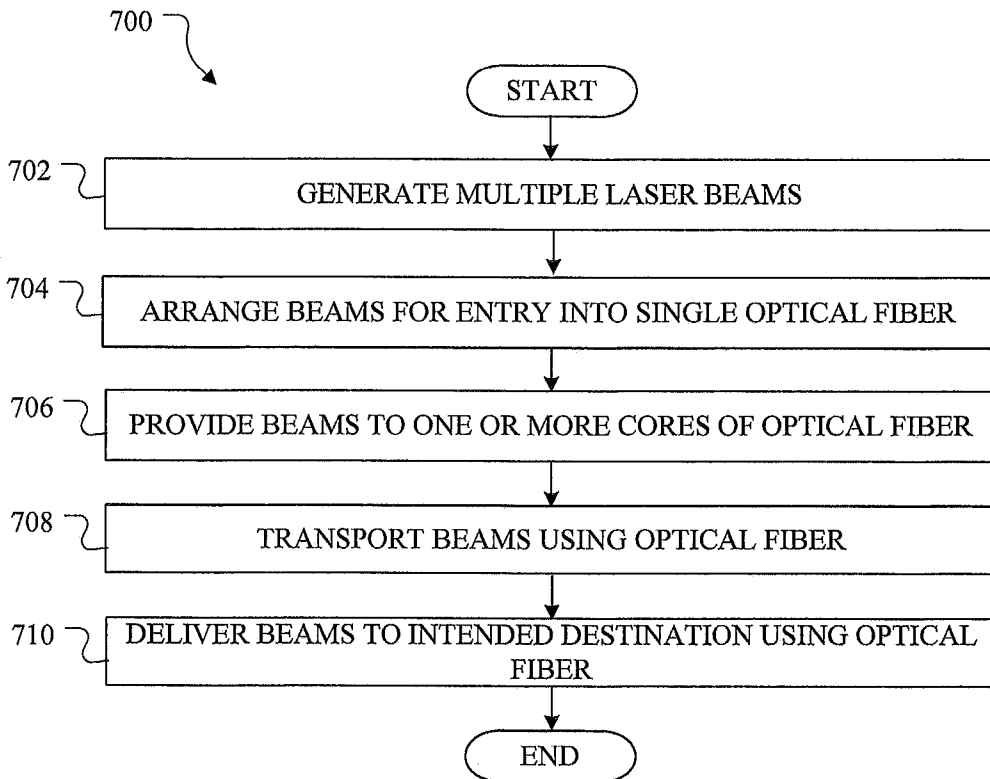 700
START
702
GENERATE MULTIPLE LASER BEAMS
704
ARRANGE BEAMS FOR ENTRY INTO SINGLE OPTICAL FIBER
706
PROVIDE BEAMS TO ONE OR MORE CORES OF OPTICAL FIBER
708
TRANSPORT BEAMS USING OPTICAL FIBER
710
DELIVER BEAMS TO INTENDED DESTINATION USING OPTICAL
FIBER
END